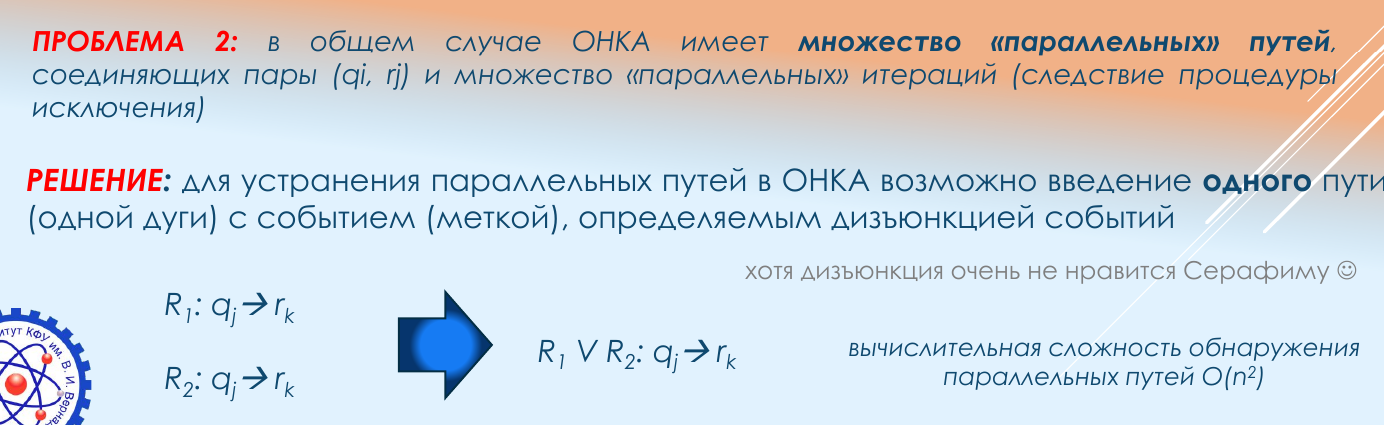 ПРОБЛЕМА 2: в общем случае ОНКА имеет множество «параллельных» путей,
соединяющих пары (qi, rj) и множество «параллельных» итераций (следствие процедуры
исключения)
РЕШЕНИЕ: для устранения параллельных путей в ОНКА возможно введение одного пути
(одной дуги) с событием (меткой), определяемым дизъюнкцией событий
хотя дизъюнкция очень не нравится Серафиму ☺
R₁: qⱼ→rₖ
R₂: qⱼ→rₖ
R₁ V R₂: qⱼ→rₖ
вычислительная сложность обнаружения
параллельных путей O(n²)
КФУ им. В. И.